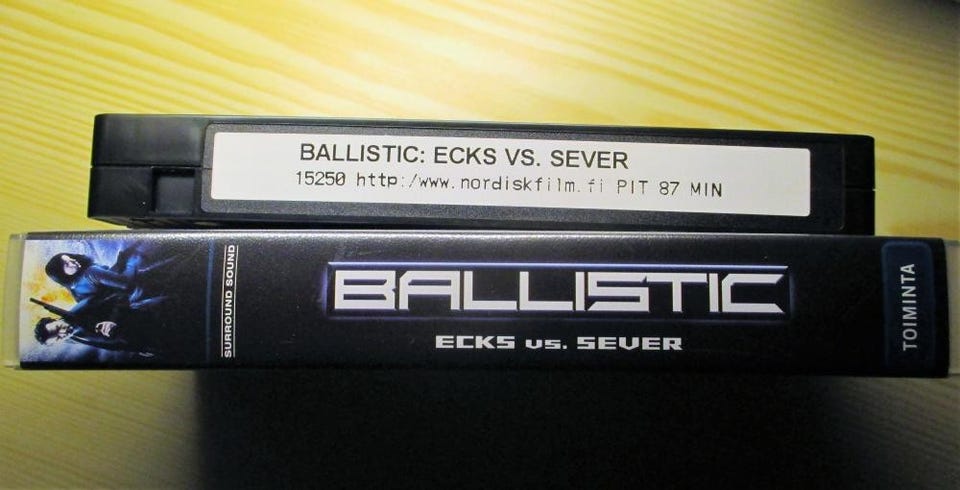 BALLISTIC: ECKS VS. SEVER
15250 http:/www.nordiskfilm.fi PIT 87 MIN
SURROUND SOUND
BALLISTIC
ECKS vs. SEVER
TOIMINTA